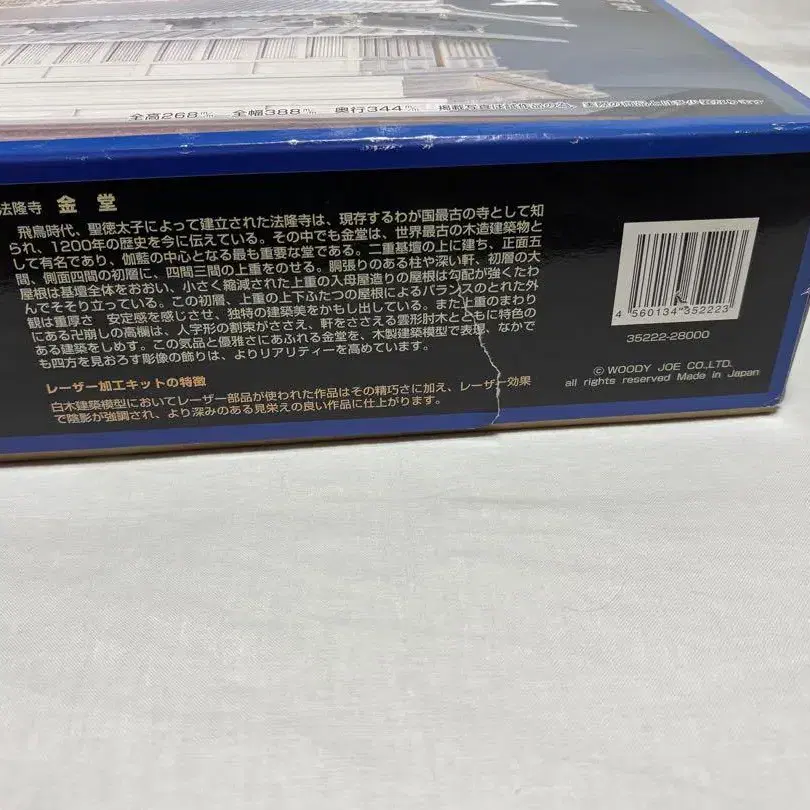 全高268㎜ 全幅388㎜ 奥行344㎜ 掲載写真は試作品の為、実際の商品とは多少異なります
法隆寺 金堂
飛鳥時代、聖徳太子によって建立された法隆寺は、現存するわが国最古の寺として知
られ、1200年の歴史を今に伝えている。その中でも金堂は、世界最古の木造建築物と
して有名であり、伽藍の中心となる最も重要な堂である。二重基壇の上に建ち、正面五
間、側面四間の初層に、四間三間の上重をのせる。胴張りのある柱や深い軒、初層の大
屋根は基壇全体をおおい、小さく縮減された上重の入母屋造りの屋根は勾配が強くたわ
んでそそり立っている。この初層、上重の上下ふたつの屋根によるバランスのとれた外
観は重厚さ 安定感を感じさせ、独特の建築美をかもし出している。また上重のまわり
にある卍崩しの高欄は、人字形の割束がささえ、軒をささえる雲形肘木とともに特色の
ある建築をしめす。この気品と優雅さにあふれる金堂を、木製建築模型で表現、なかで
も四方を見おろす彫像の飾りは、よりリアリティーを高めています。
レーザー加工キットの特徴
白木建築模型においてレーザー部品が使われた作品はその精巧さに加え、レーザー効果
で陰影が強調され、より深みのある見栄えの良い作品に仕上がります。
4 560134 352223
35222-28000
© WOODY JOE CO.,LTD.
all rights reserved Made in Japan